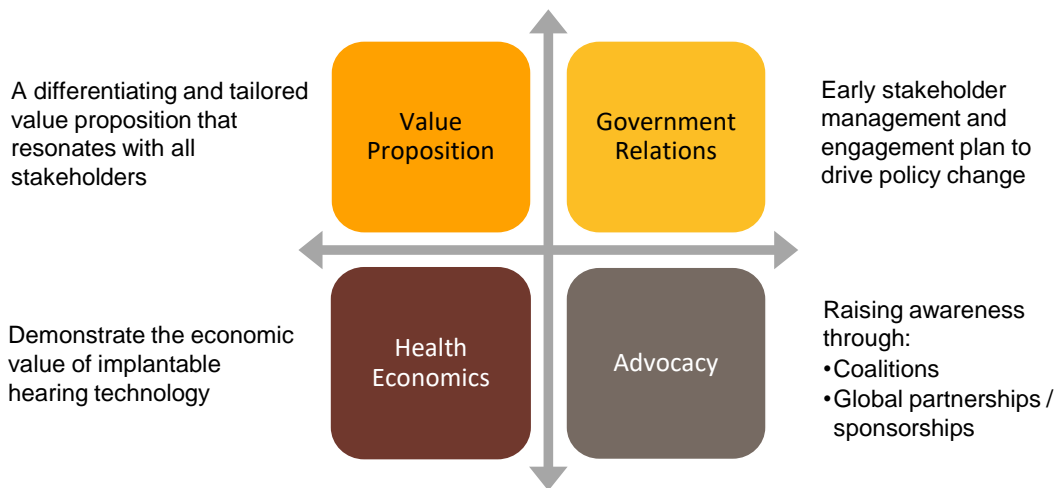 A differentiating and tailored
value proposition that
resonates with all
stakeholders
Value
Proposition
Government
Relations
Early stakeholder
management and
engagement plan to
drive policy change
Demonstrate the economic
value of implantable
hearing technology
Health
Economics
Advocacy
Raising awareness
through:
•Coalitions
•Global partnerships /
sponsorships